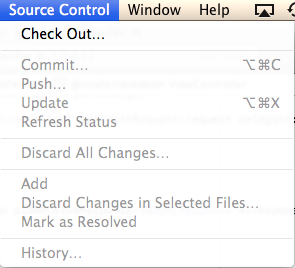 Source Control Window Help
Check Out...
Commit... ⌥⌘C
Push...
Update ⌥⌘X
Refresh Status
Discard All Changes...
Add
Discard Changes in Selected Files...
Mark as Resolved
History...